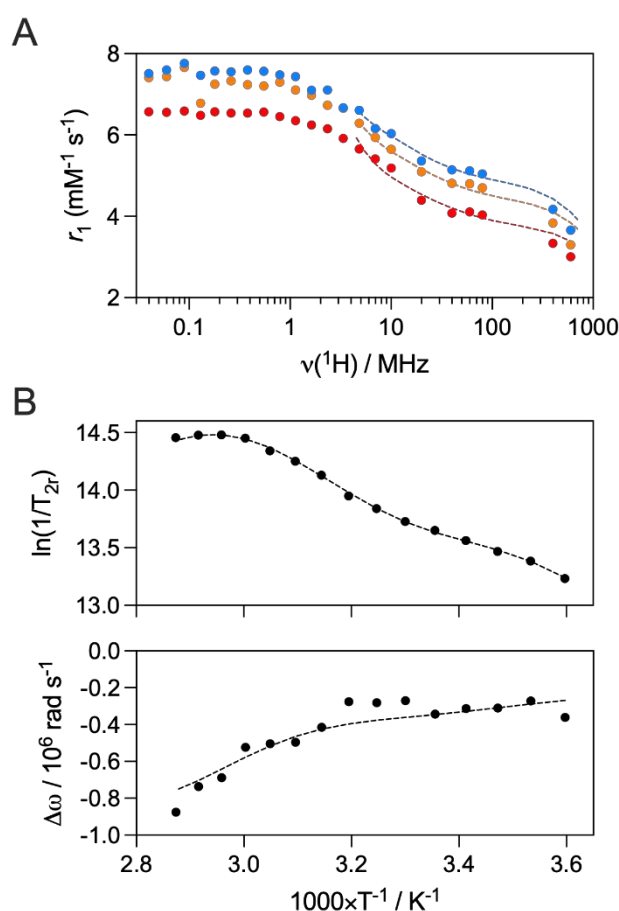 A
8
6
4
2
r₁ (mM⁻¹ s⁻¹)
0.1 1 10 100 1000
ν(¹H) / MHz
B
14.5
14.0
13.5
13.0
ln(1/T₂ᵣ)
0.0
-0.2
-0.4
-0.6
-0.8
-1.0
Δω / 10⁶ rad s⁻¹
2.8 3.0 3.2 3.4 3.6
1000×T⁻¹ / K⁻¹